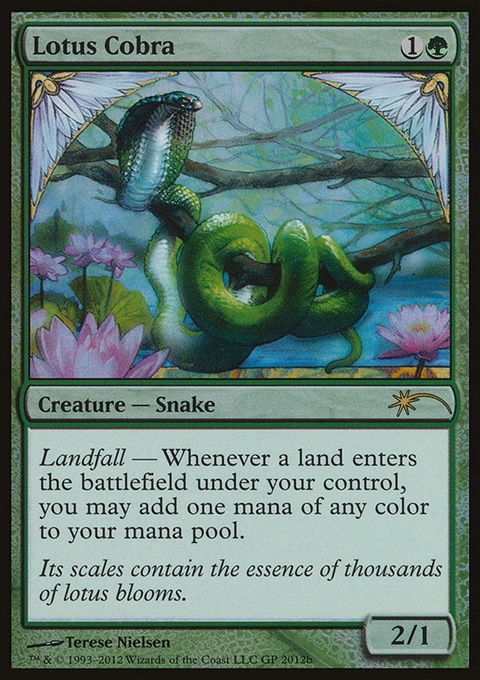 Lotus Cobra 1
Creature — Snake
Landfall — Whenever a land enters
the battlefield under your control,
you may add one mana of any color
to your mana pool.
Its scales contain the essence of thousands
of lotus blooms.
Terese Nielsen
2/1
™ & © 1993–2012 Wizards of the Coast LLC GP 2012b